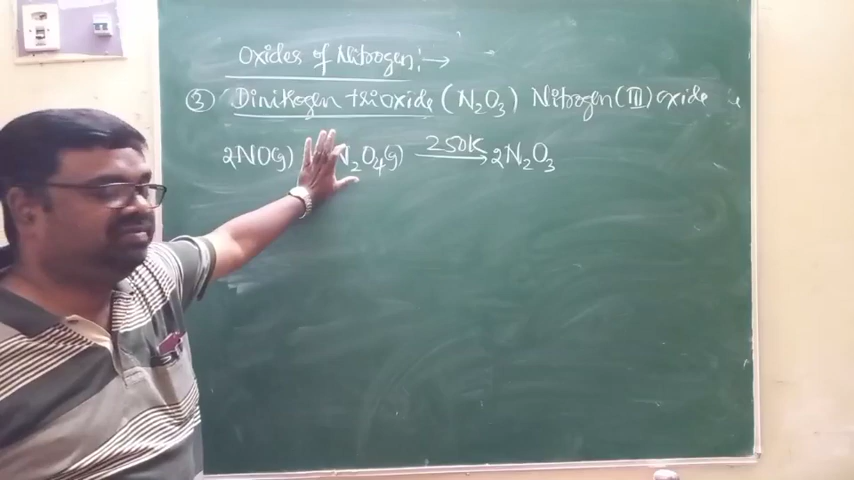 Oxides of Nitrogen:→
③ Dinitrogen trioxide (N₂O₃) Nitrogen(III) oxide
2NO(g) N₂O₄(g) 250K→ 2N₂O₃